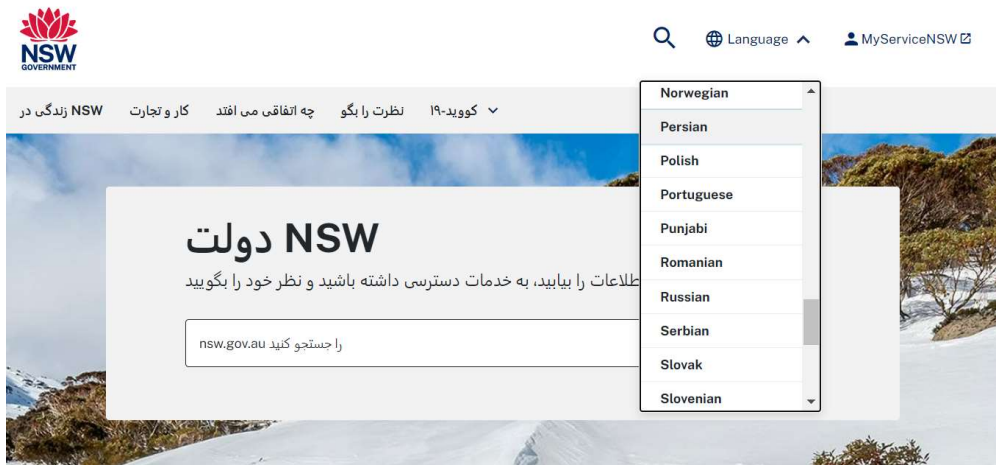 NSW
GOVERNMENT
Language
MyServiceNSW
NSW زندگی در
کار و تجارت
چه اتفاقی می افتد
نظرت را بگو
کووید-۱۹
NSW دولت
طلاعات را بیابید، به خدمات دسترسی داشته باشید و نظر خود را بگویید
nsw.gov.au را جستجو کنید
Norwegian
Persian
Polish
Portuguese
Punjabi
Romanian
Russian
Serbian
Slovak
Slovenian